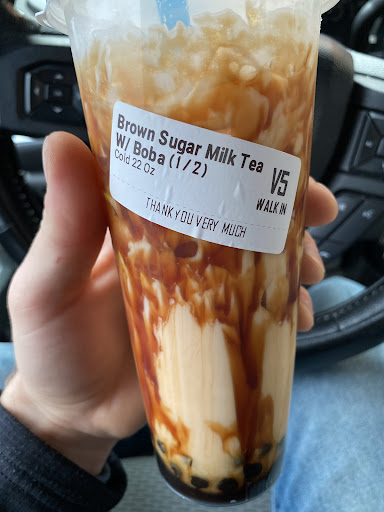 Brown Sugar Milk Tea
W/ Boba (1/2)
Cold 22 Oz
V5
WALK IN
THANK YOU VERY MUCH